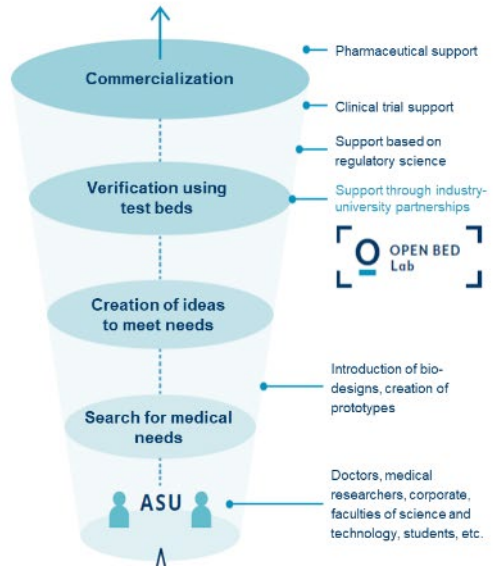 Commercialization
Pharmaceutical support
Clinical trial support
Support based on
regulatory science
Verification using
test beds
Support through industry-
university partnerships
OPEN BED
Lab
Creation of ideas
to meet needs
Introduction of bio-
designs, creation of
prototypes
Search for medical
needs
ASU
Doctors, medical
researchers, corporate,
faculties of science and
technology, students, etc.